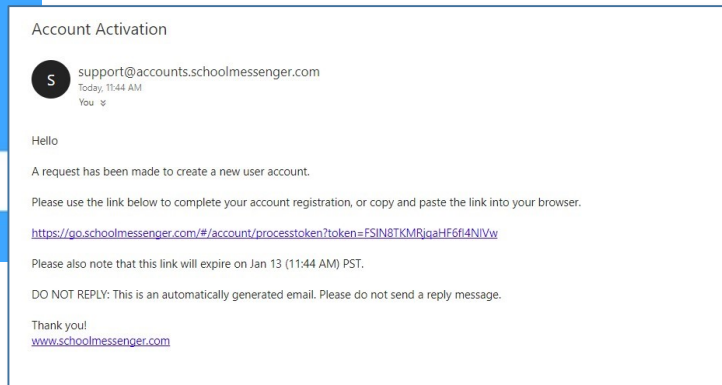 Account Activation
S
support@accounts.schoolmessenger.com
Today, 11:44 AM
You
Hello
A request has been made to create a new user account.
Please use the link below to complete your account registration, or copy and paste the link into your browser.
https://go.schoolmessenger.com/#/account/processtoken?token=FSIN8TKMRjqaHF6fI4NIVw
Please also note that this link will expire on Jan 13 (11:44 AM) PST.
DO NOT REPLY: This is an automatically generated email. Please do not send a reply message.
Thank you!
www.schoolmessenger.com